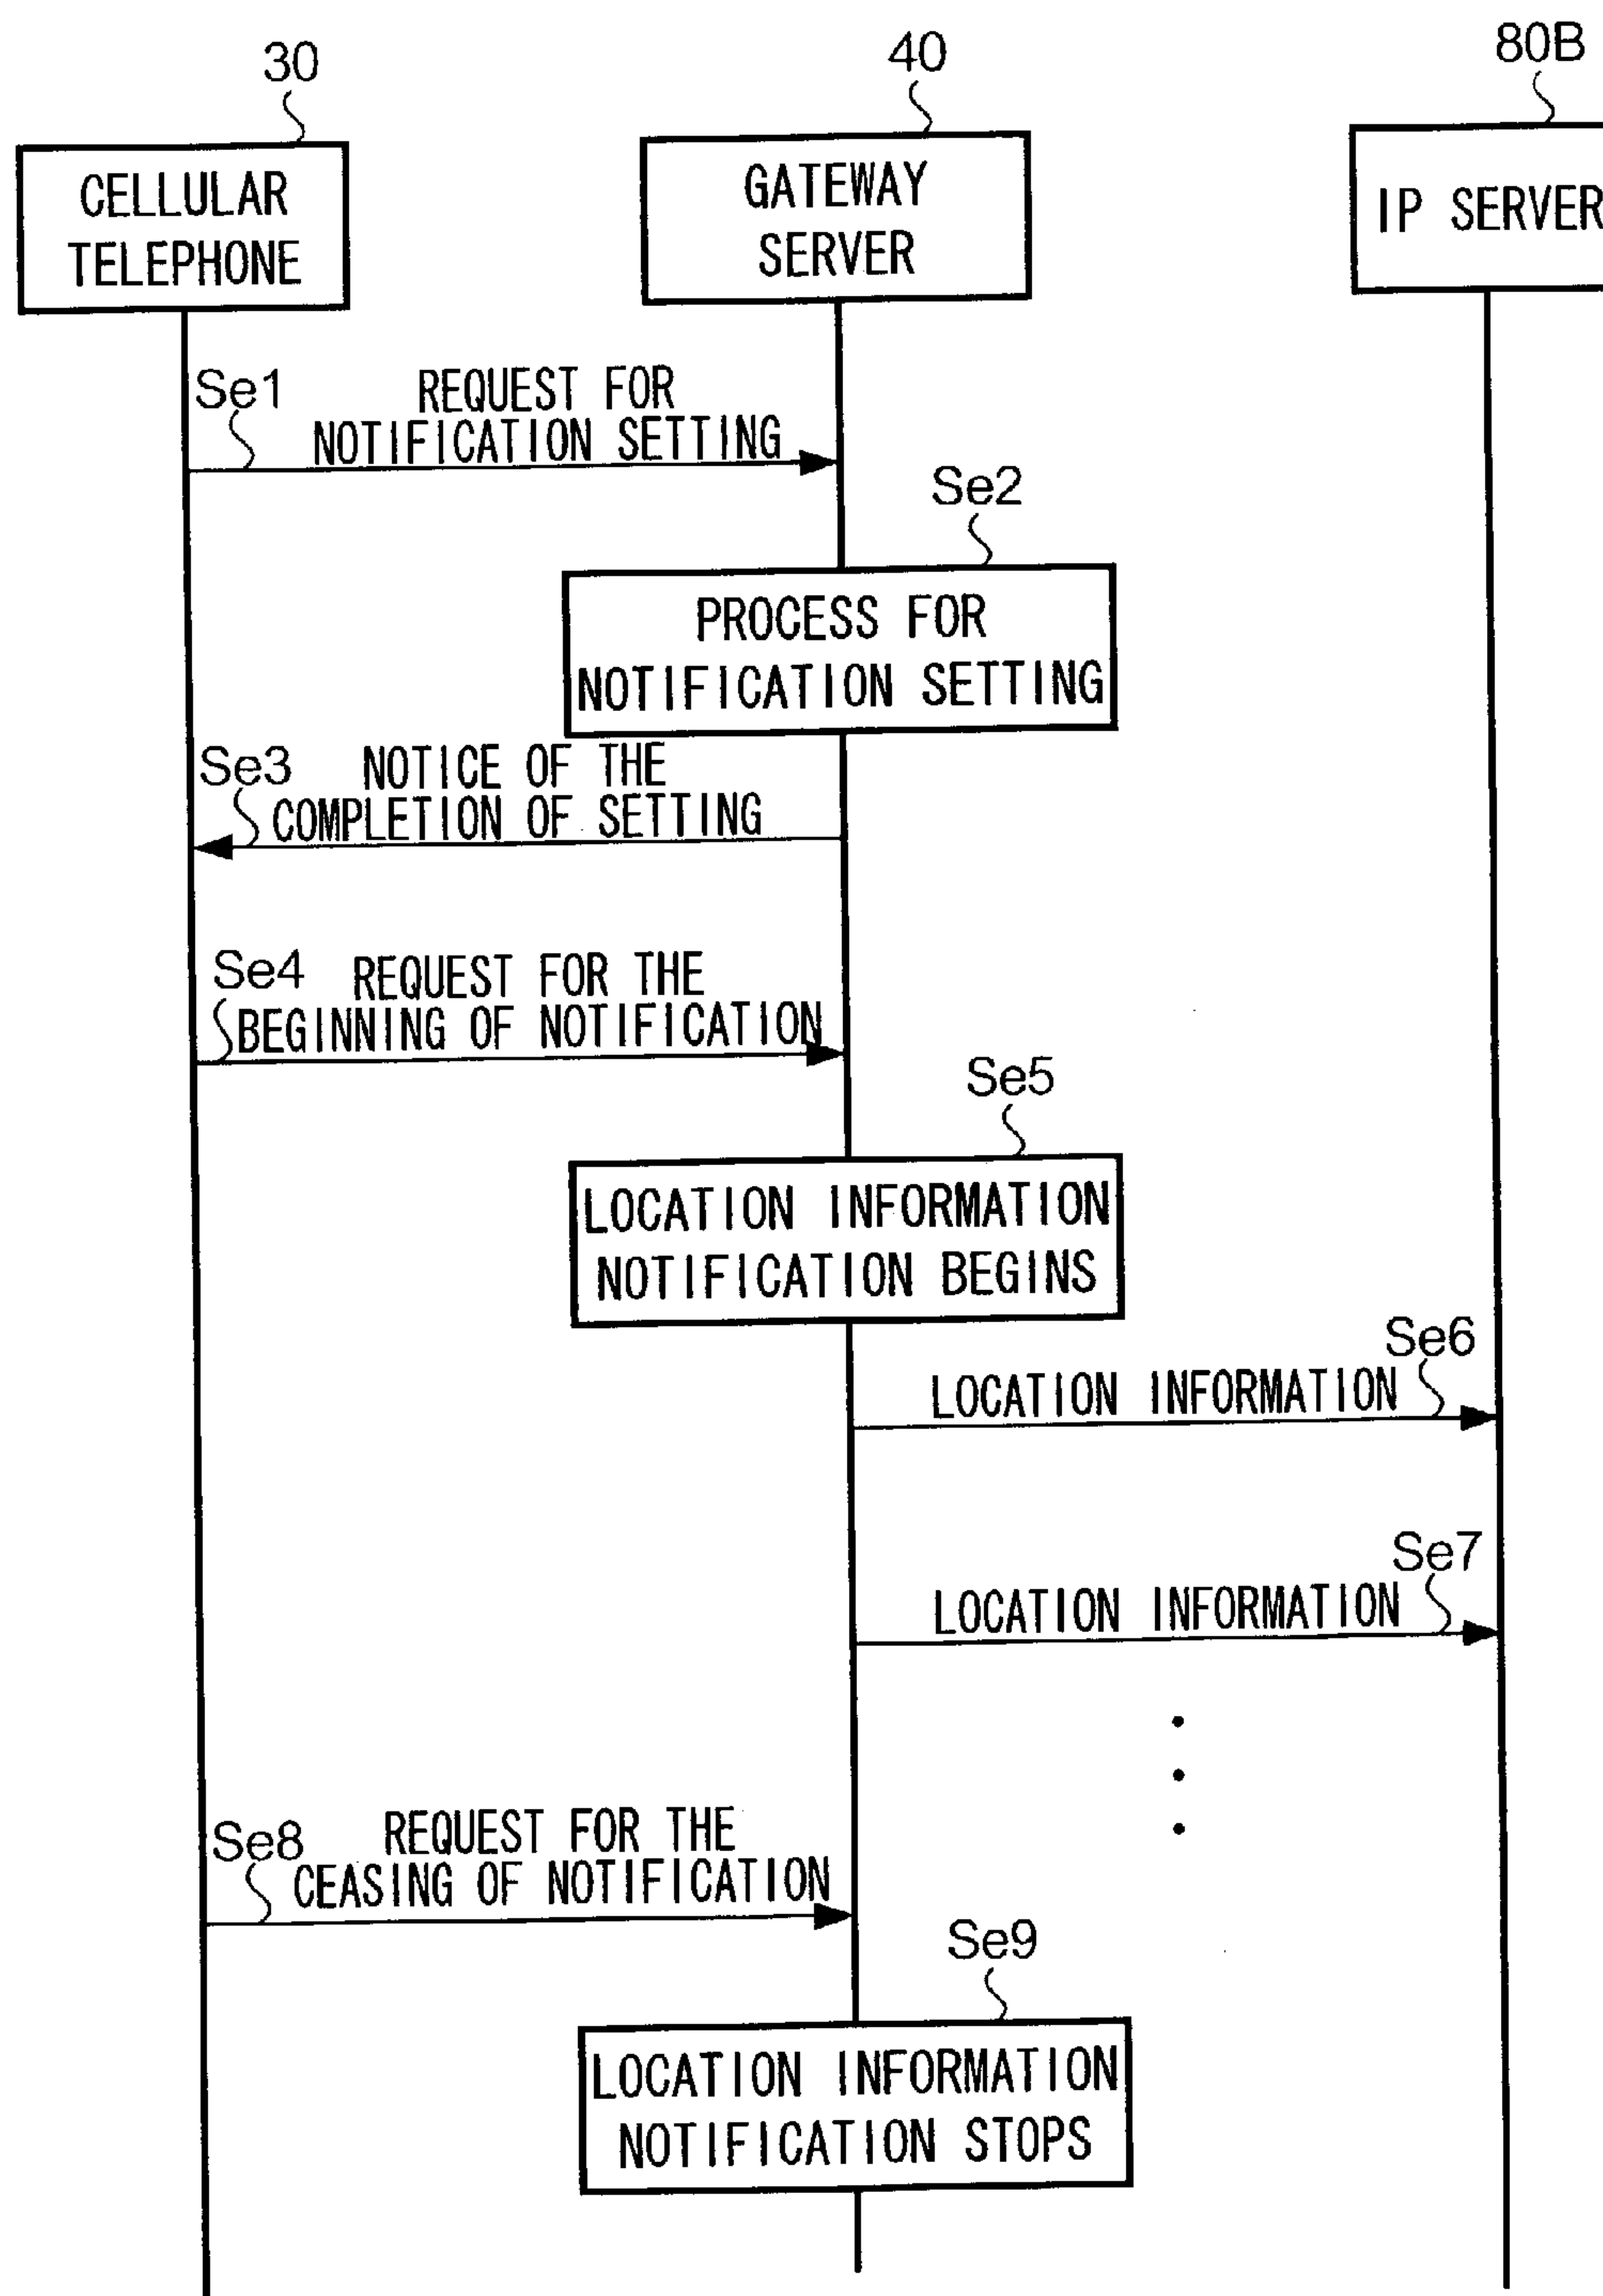 30
40
80B
CELLULAR
TELEPHONE
GATEWAY
SERVER
IP SERVER
Se1
REQUEST FOR
NOTIFICATION SETTING
Se2
PROCESS FOR
NOTIFICATION SETTING
Se3
NOTICE OF THE
COMPLETION OF SETTING
Se4
REQUEST FOR THE
BEGINNING OF NOTIFICATION
Se5
LOCATION INFORMATION
NOTIFICATION BEGINS
Se6
LOCATION INFORMATION
Se7
LOCATION INFORMATION
Se8
REQUEST FOR THE
CEASING OF NOTIFICATION
Se9
LOCATION INFORMATION
NOTIFICATION STOPS